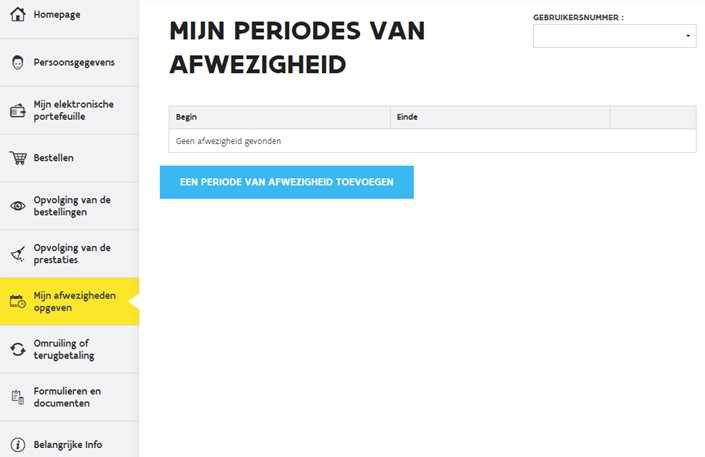 Homepage
Persoonsgegevens
Mijn elektronische
portefeuille
Bestellen
Opvolging van de
bestellingen
Opvolging van de
prestaties
Mijn afwezigheden
opgeven
Omruiling of
terugbetaling
Formulieren en
documenten
Belangrijke Info
MIJN PERIODES VAN
AFWEZIGHEID
GEBRUIKERSNUMMER :
Begin Einde
Geen afwezigheid gevonden
EEN PERIODE VAN AFWEZIGHEID TOEVOEGEN